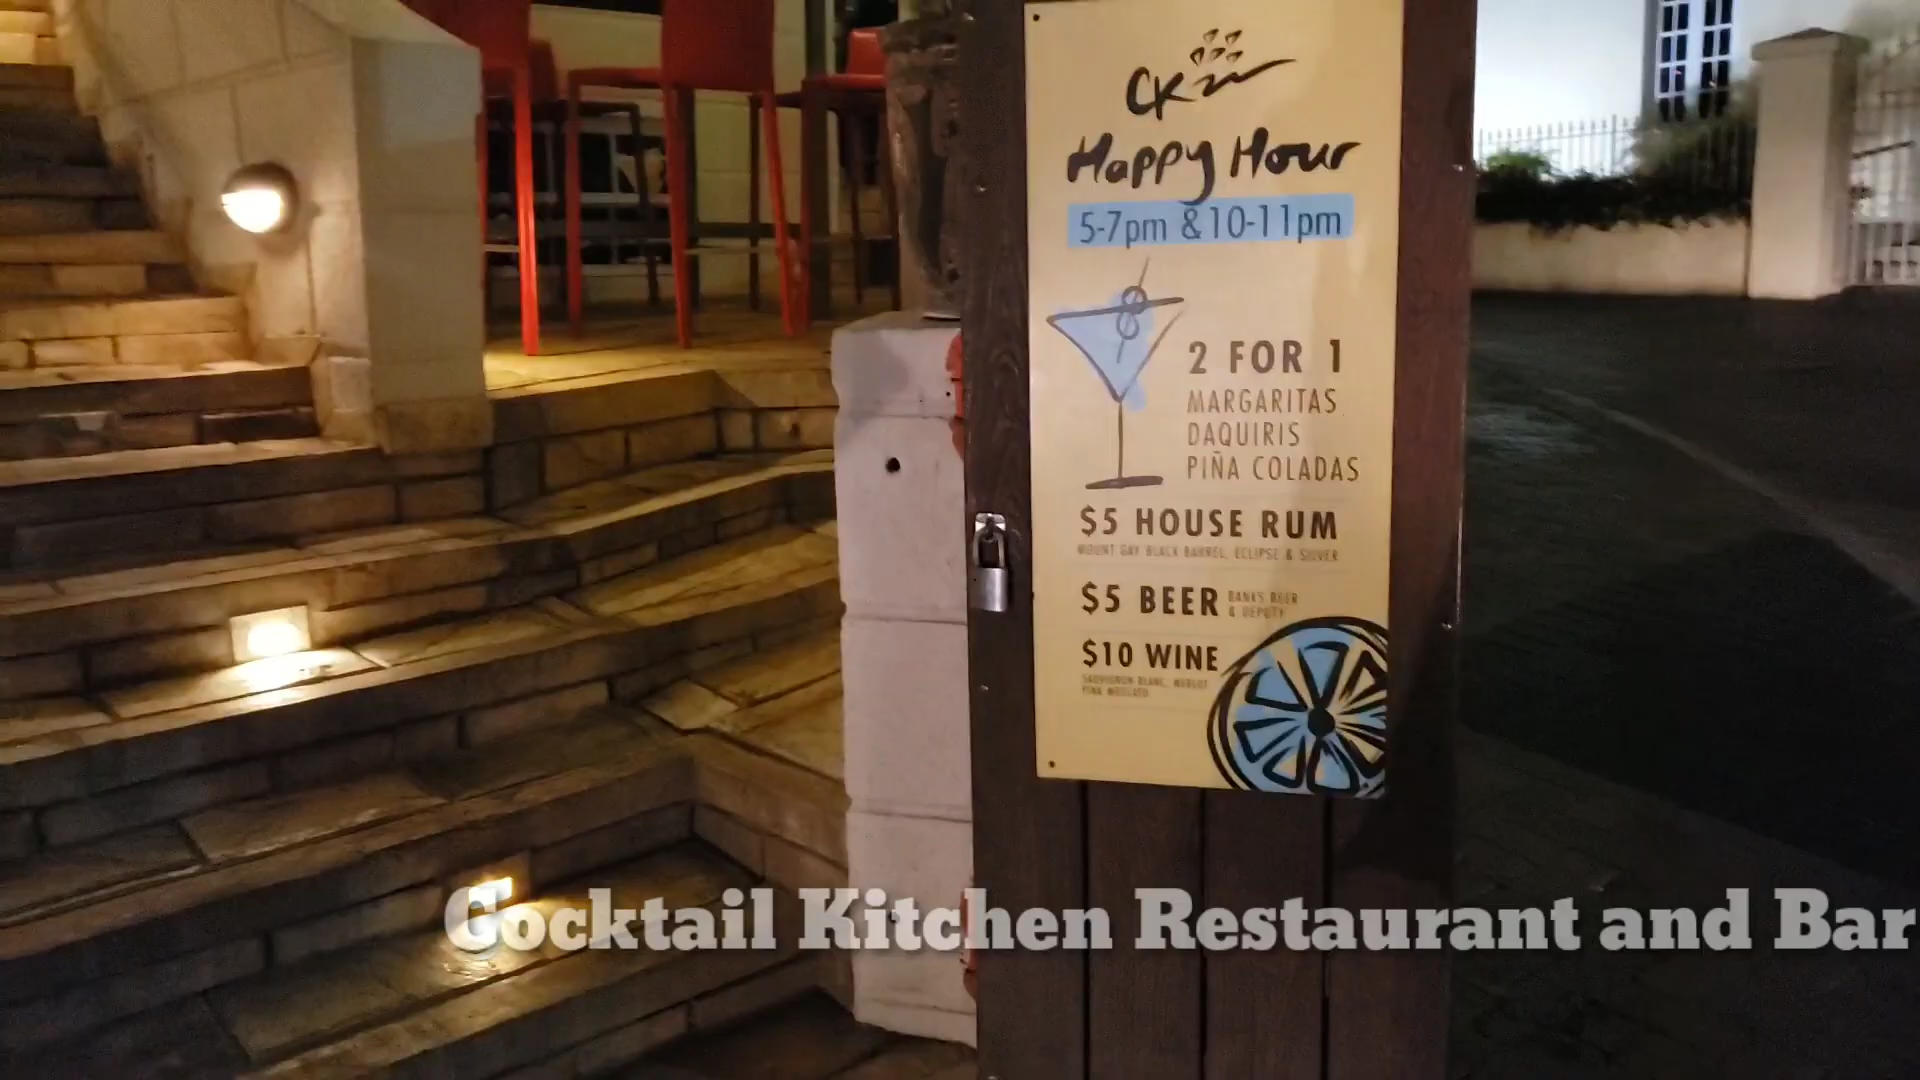 CK
Happy Hour
5-7pm & 10-11pm
2 FOR 1
MARGARITAS
DAQUIRIS
PIÑA COLADAS
$5 HOUSE RUM
MOUNT GAY BLACK BARREL, ECLIPSE & SILVER
$5 BEER BANKS BEER
& DEPUTY
$10 WINE
SAUVIGNON BLANC, MERLOT
PINK MOSCATO
Cocktail Kitchen Restaurant and Bar